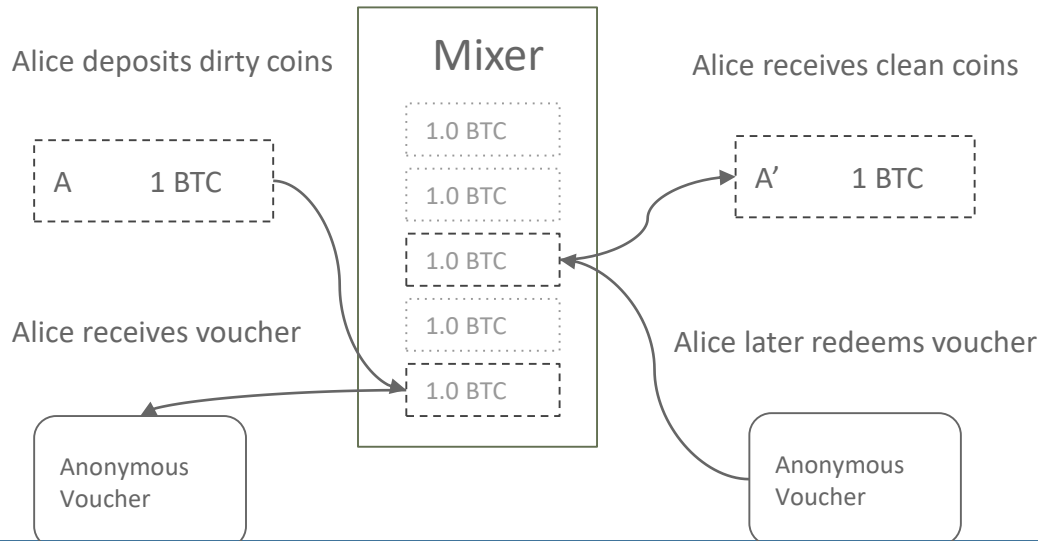 Mixer
Alice deposits dirty coins
Alice receives clean coins
1.0 BTC
A 1 BTC
1.0 BTC
A’ 1 BTC
1.0 BTC
Alice receives voucher
1.0 BTC
Alice later redeems voucher
1.0 BTC
Anonymous
Voucher
Anonymous
Voucher